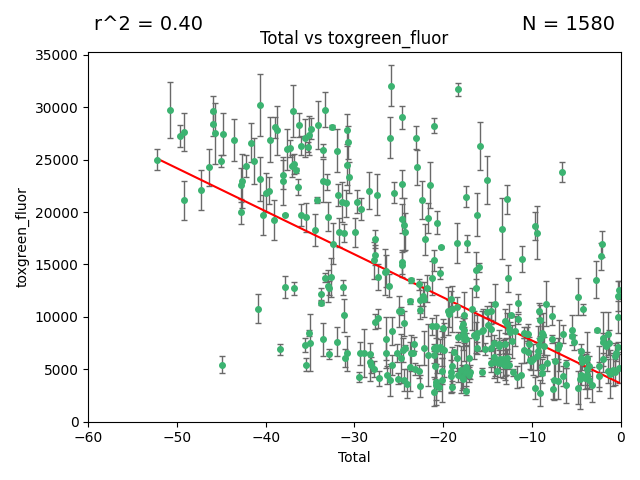 r^2 = 0.40 N = 1580
Total vs toxgreen_fluor
35000
30000
25000
20000
15000
10000
5000
0
toxgreen_fluor
−60 −50 −40 −30 −20 −10 0
Total